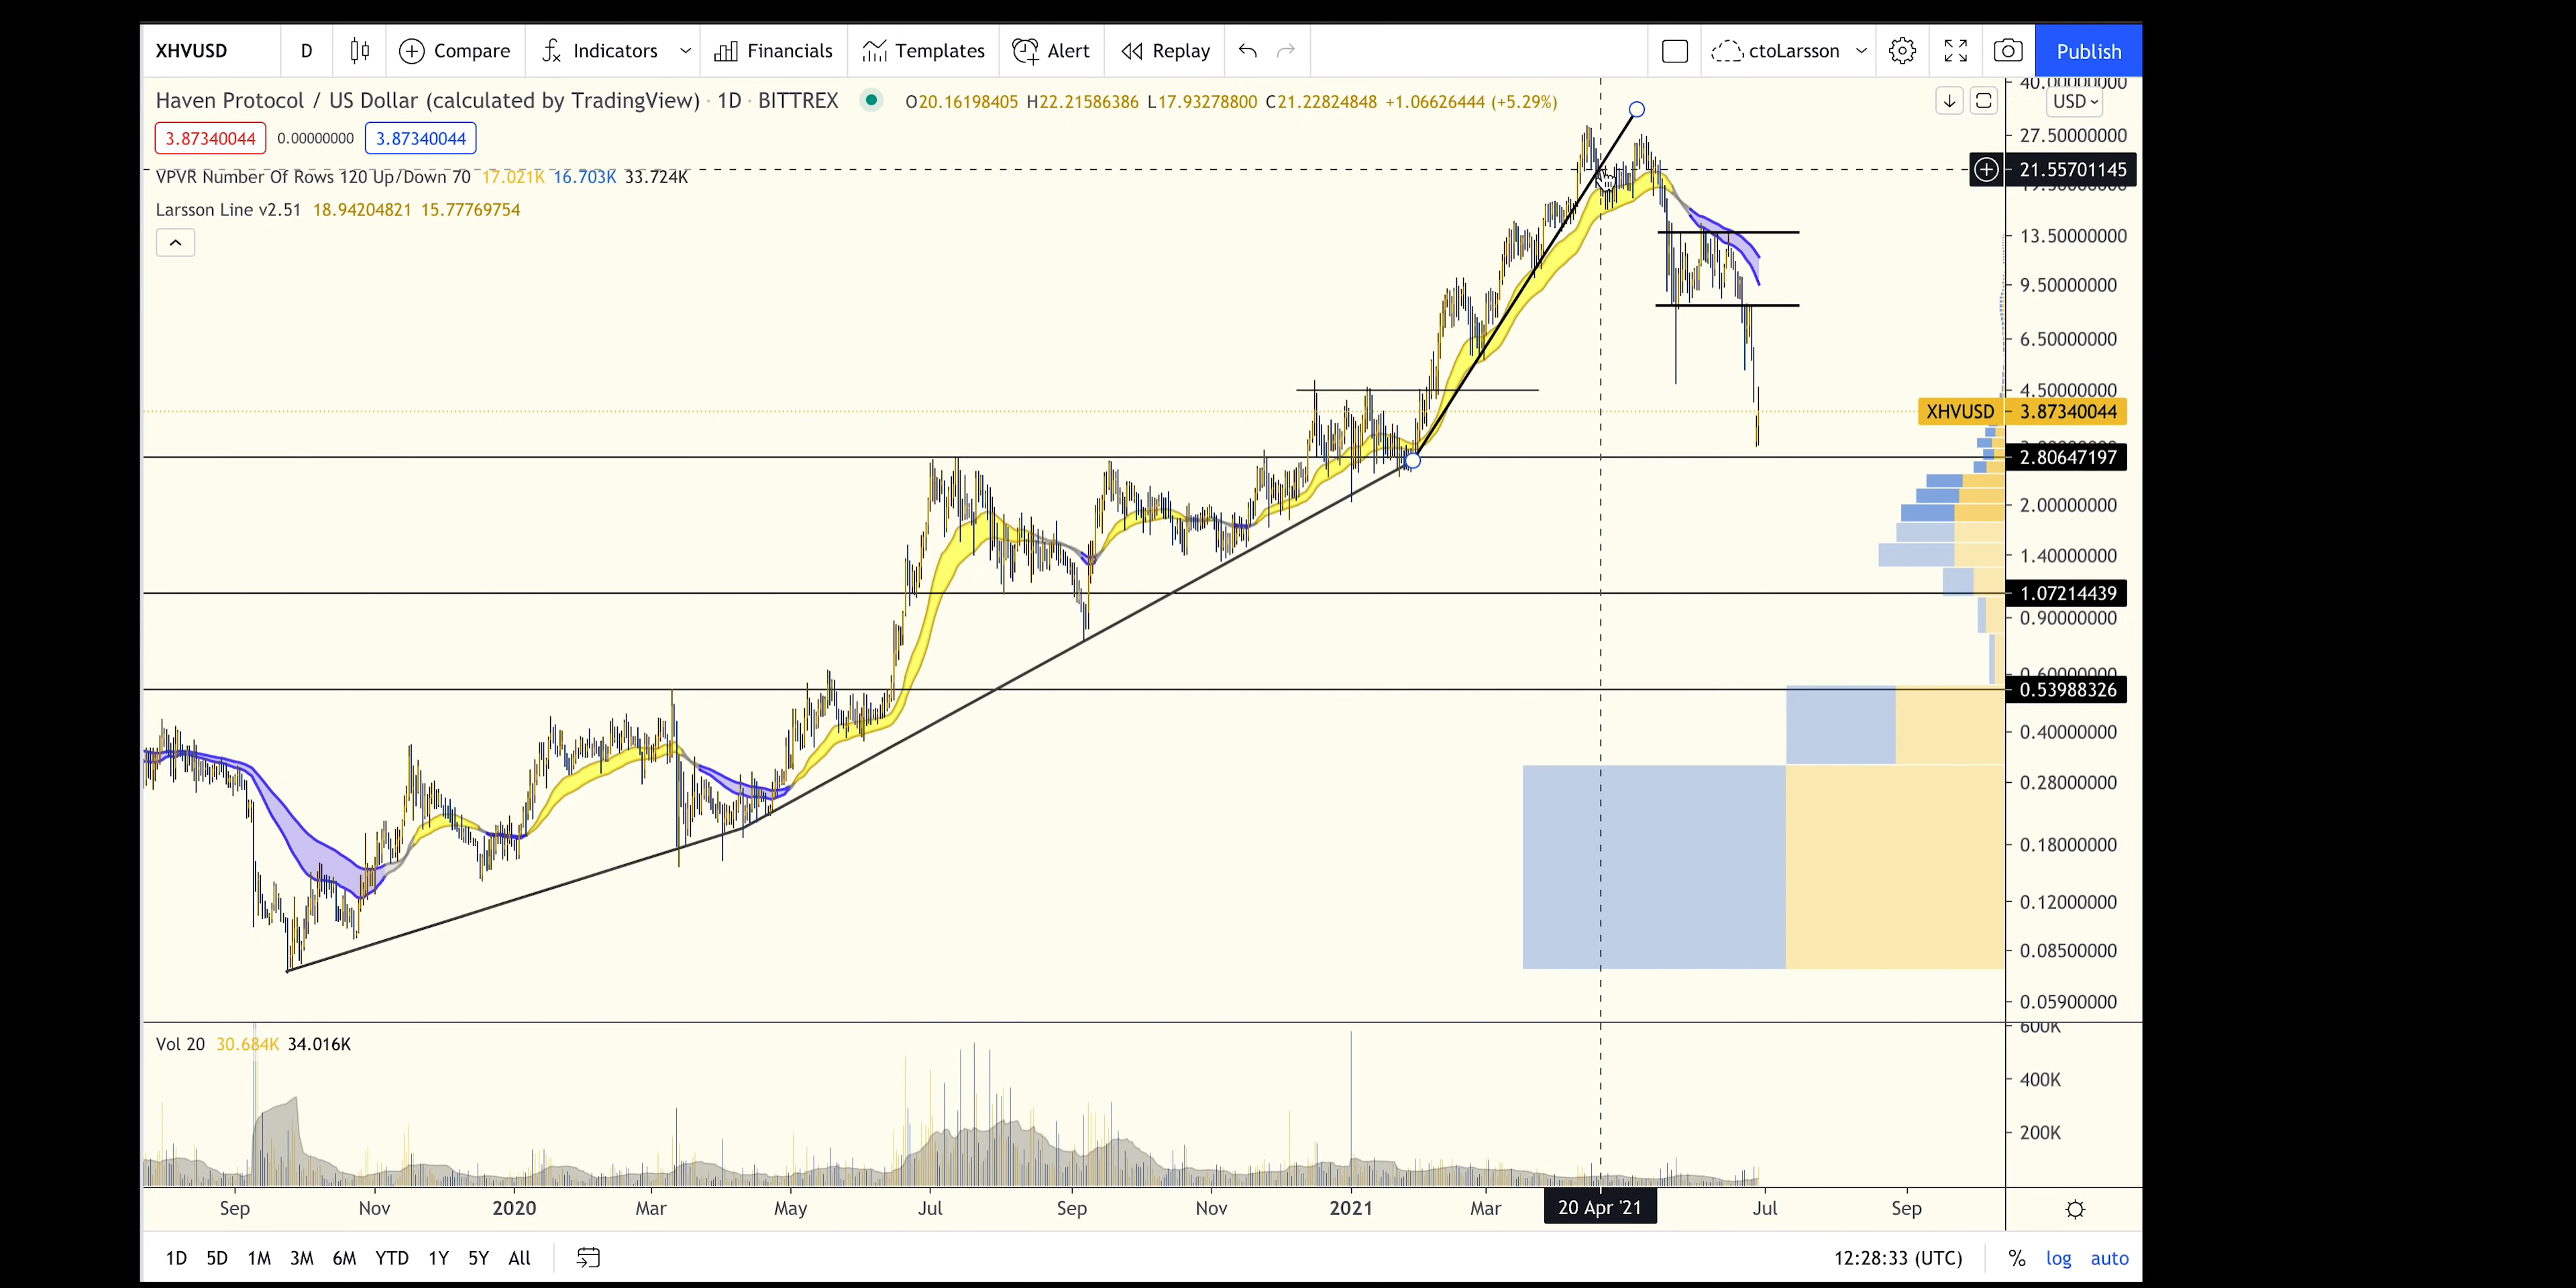 XHVUSD D Compare Indicators Financials Templates Alert Replay ctoLarsson Publish
Haven Protocol / US Dollar (calculated by TradingView) · 1D · BITTREX O20.16198405 H22.21586386 L17.93278800 C21.22824848 +1.06626444 (+5.29%)
USD
3.87340044 0.00000000 3.87340044
VPVR Number Of Rows 120 Up/Down 70 17.021K 16.703K 33.724K
Larsson Line v2.51 18.94204821 15.77769754
40.00000000
27.50000000
21.55701145
13.50000000
9.50000000
6.50000000
4.50000000
XHVUSD 3.87340044
2.80647197
2.00000000
1.40000000
1.07214439
0.90000000
0.60000000
0.53988326
0.40000000
0.28000000
0.18000000
0.12000000
0.08500000
0.05900000
600K
Vol 20 30.684K 34.016K
400K
200K
Sep Nov 2020 Mar May Jul Sep Nov 2021 Mar 20 Apr '21 Jul Sep
1D 5D 1M 3M 6M YTD 1Y 5Y All 12:28:33 (UTC) % log auto